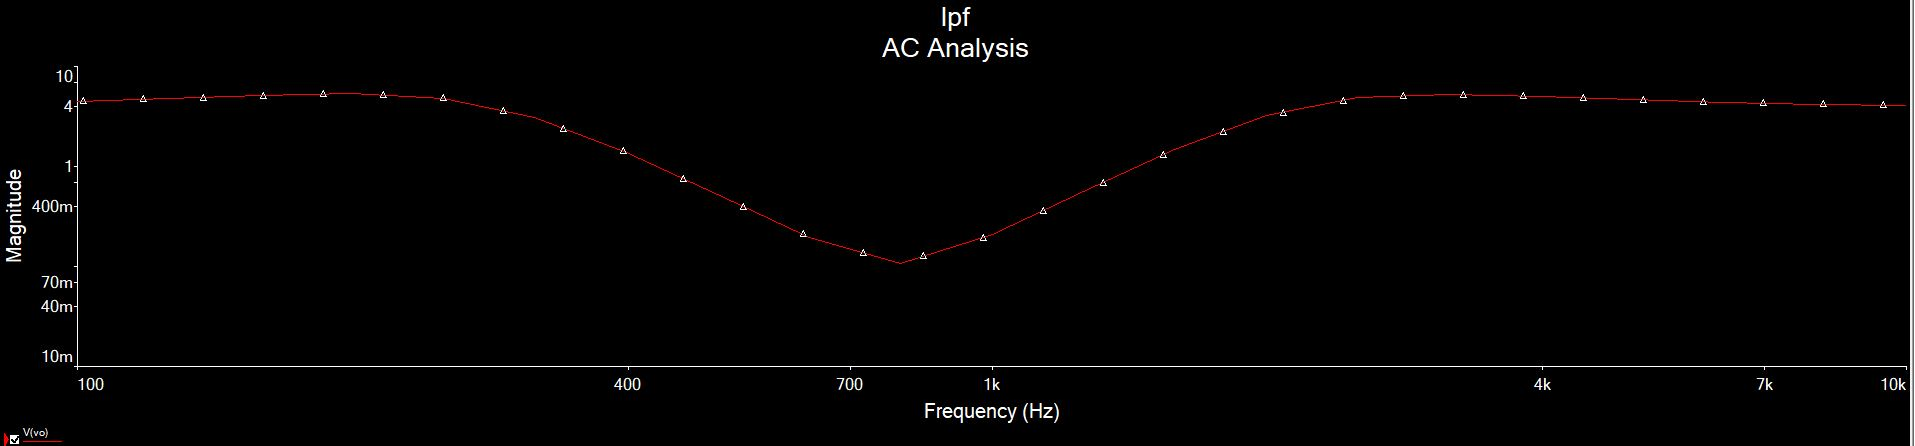 lpf
AC Analysis
10
4
1
400m
70m
40m
10m
Magnitude
100 400 700 1k 4k 7k 10k
Frequency (Hz)
V(vo)